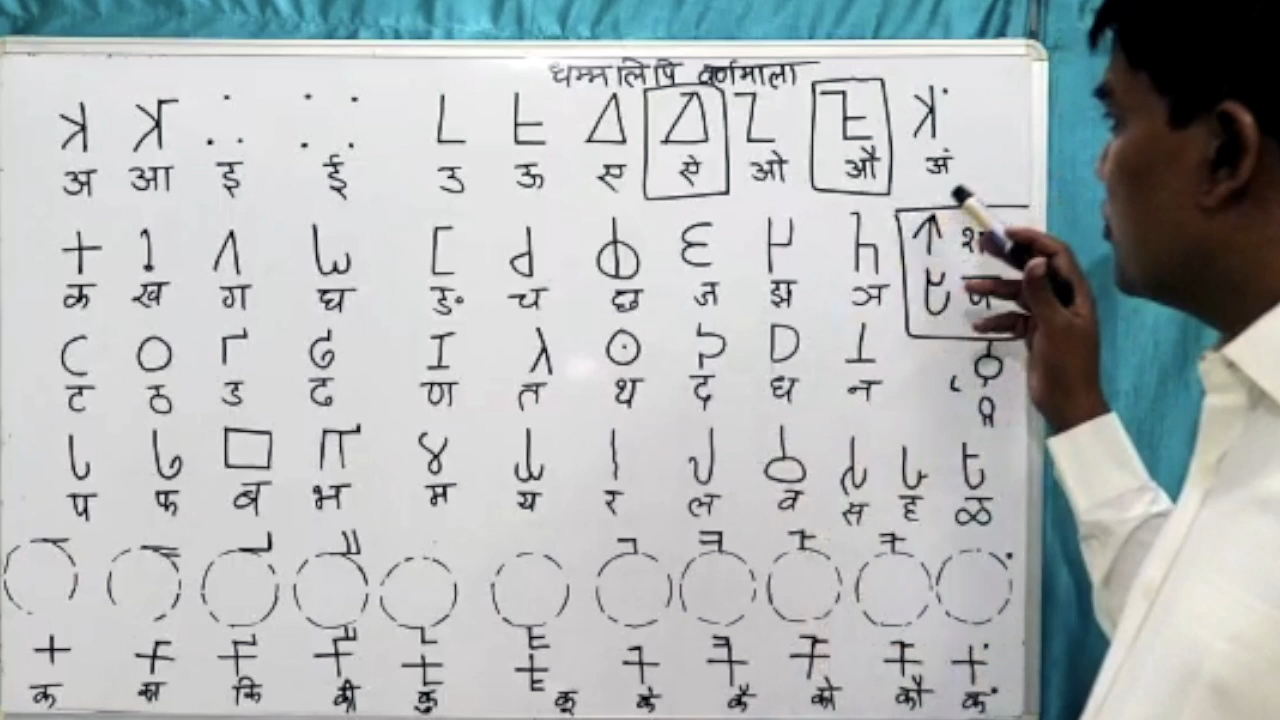 धम्मलिपि वर्णमाला
𑀅 𑀆 𑀇 𑀈 𑀉 𑀊 𑀏 𑀐 𑀑 𑀒 𑀅𑀁
अ आ इ ई उ ऊ ए ऐ ओ औ अं
𑀓 𑀔 𑀕 𑀖 𑀗 𑀘 𑀙 𑀚 𑀛 𑀜 𑀰
क ख ग घ ङ च छ ज झ ञ 𑀱
𑀝 𑀞 𑀟 𑀠 𑀡 𑀢 𑀣 𑀤 𑀥 𑀦
ट ठ ड ढ ण त थ द ध न
𑀧 𑀨 𑀩 𑀪 𑀫 𑀬 𑀭 𑀮 𑀯 𑀲 𑀳 𑀴
प फ ब भ म य र ल व स ह ळ
𑀓 𑀓𑀸 𑀓𑀺 𑀓𑀻 𑀓𑀼 𑀓𑀽 𑀓𑁂 𑀓𑁃 𑀓𑁄 𑀓𑁅 𑀓𑀁
क का कि की कु कू के कै को कौ कं